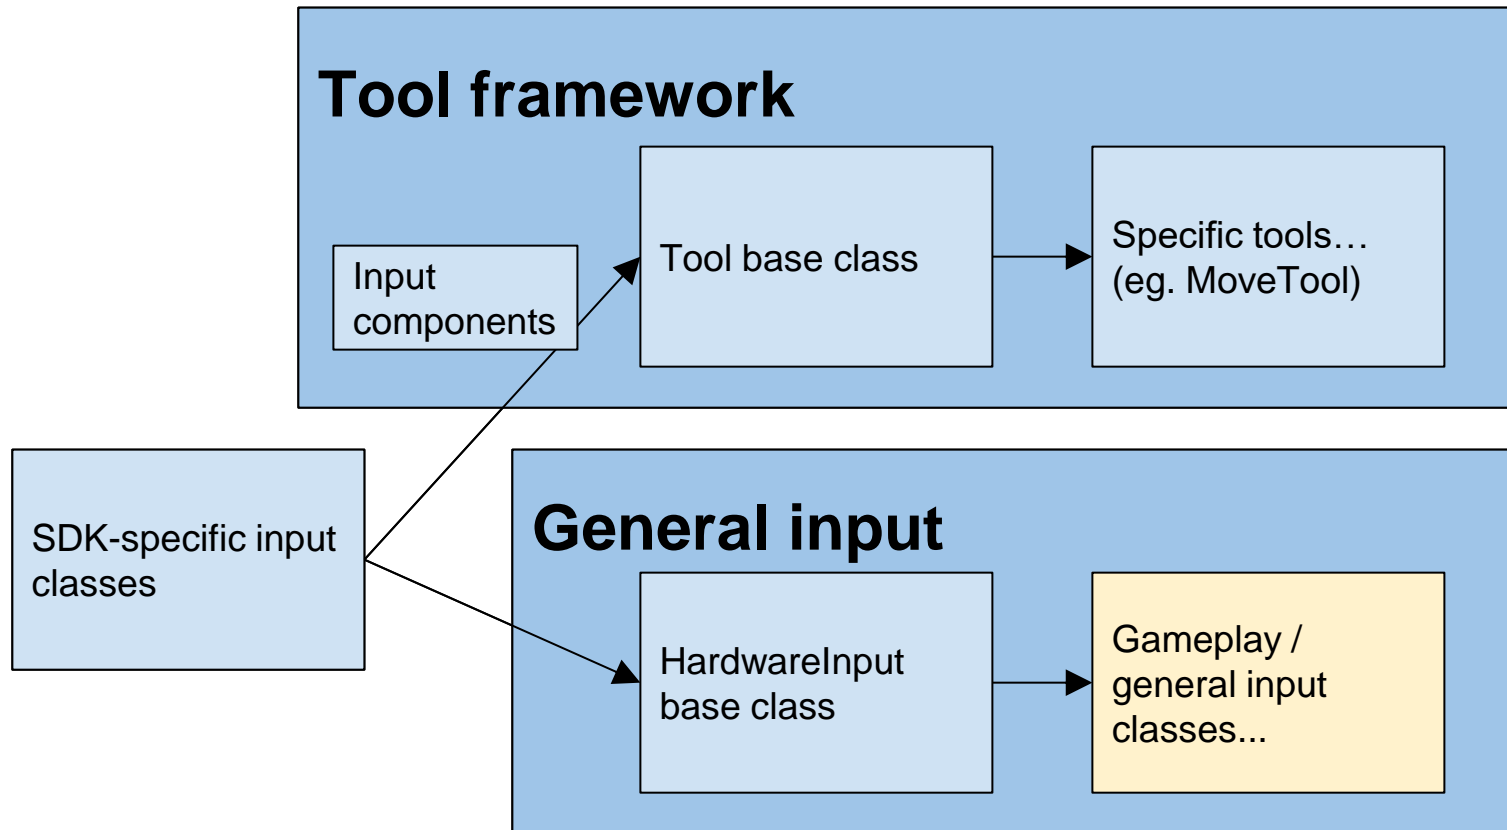 Tool framework
Input
components
Tool base class
Specific tools…
(eg. MoveTool)
SDK-specific input
classes
General input
HardwareInput
base class
Gameplay /
general input
classes...